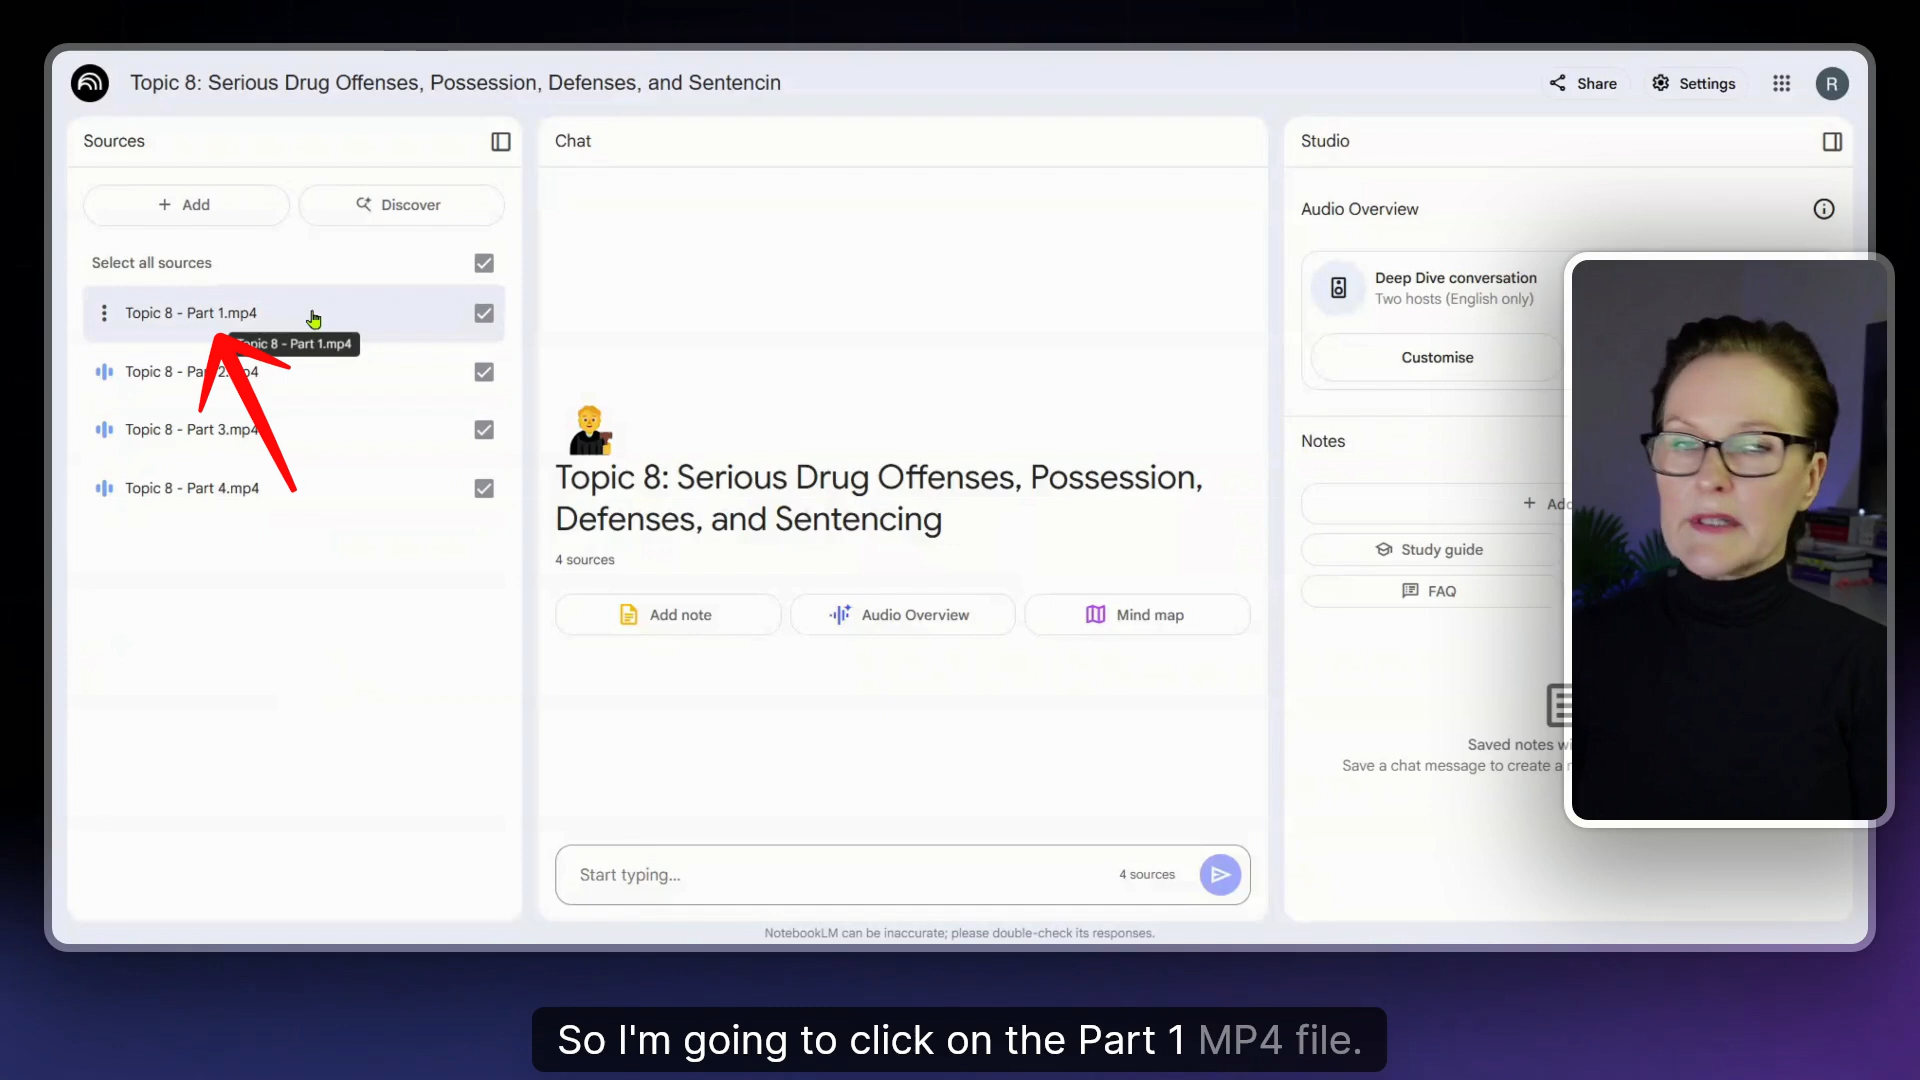 Topic 8: Serious Drug Offenses, Possession, Defenses, and Sentencin
Share
Settings
R
Sources
Add
Discover
Select all sources
Topic 8 - Part 1.mp4
Topic 8 - Part 1.mp4
Topic 8 - Part 2.mp4
Topic 8 - Part 3.mp4
Topic 8 - Part 4.mp4
Chat
Topic 8: Serious Drug Offenses, Possession,
Defenses, and Sentencing
4 sources
Add note
Audio Overview
Mind map
Start typing...
4 sources
NotebookLM can be inaccurate; please double-check its responses.
Studio
Audio Overview
Deep Dive conversation
Two hosts (English only)
Customise
Notes
Add
Study guide
FAQ
Saved notes wi
Save a chat message to create a
So I'm going to click on the Part 1 MP4 file.